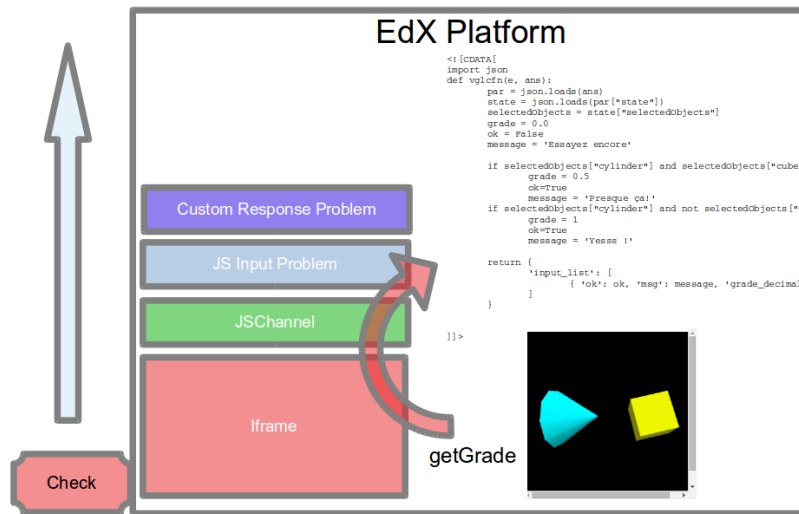 EdX Platform
<![CDATA[
import json
def vglcfn(e, ans):
par = json.loads(ans)
state = json.loads(par["state"])
selectedObjects = state["selectedObjects"]
grade = 0.0
ok = False
message = 'Essayez encore'
if selectedObjects["cylinder"] and selectedObjects["cube
grade = 0.5
ok=True
message = 'Presque ça!'
if selectedObjects["cylinder"] and not selectedObjects["
grade = 1
ok=True
message = 'Yesss !'
return {
'input_list': [
{ 'ok': ok, 'msg': message, 'grade_decimal
]
}
]]>
Custom Response Problem
JS Input Problem
JSChannel
Iframe
getGrade
Check